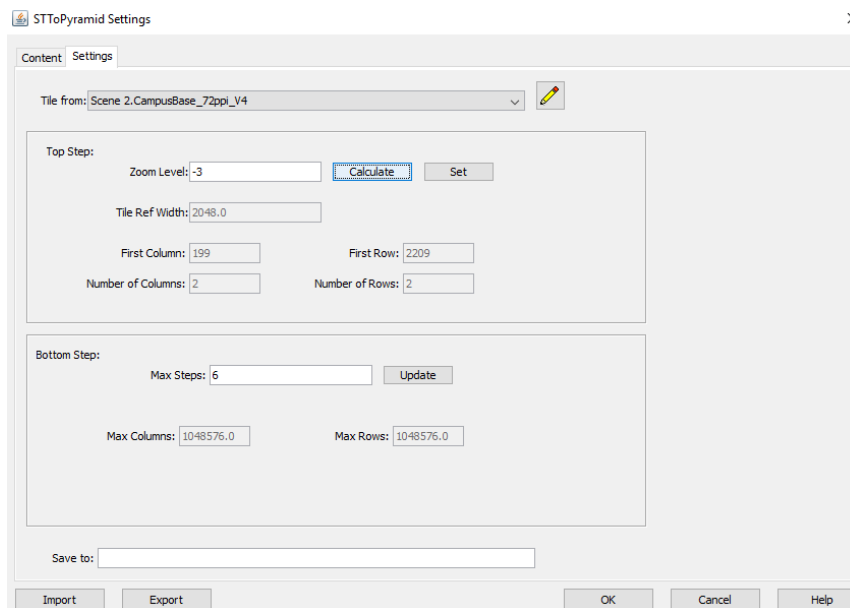 STToPyramid Settings
Content Settings
Tile from: Scene 2.CampusBase_72ppi_V4
Top Step:
Zoom Level: -3 Calculate Set
Tile Ref Width: 2048.0
First Column: 199 First Row: 2209
Number of Columns: 2 Number of Rows: 2
Bottom Step:
Max Steps: 6 Update
Max Columns: 1048576.0 Max Rows: 1048576.0
Save to:
Import Export OK Cancel Help